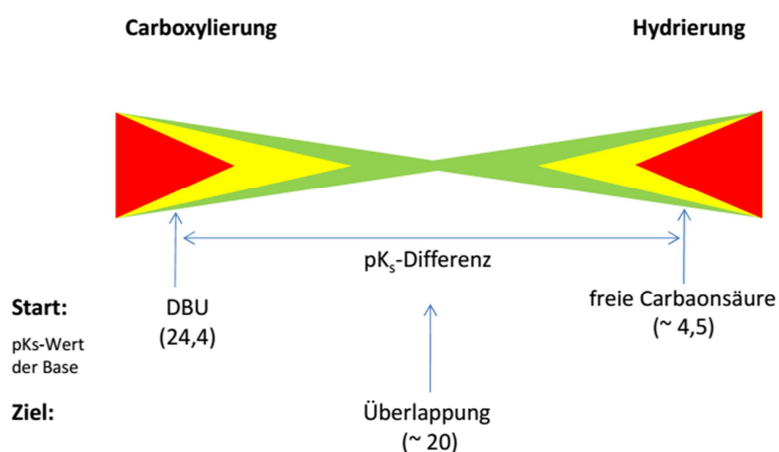 Carboxylierung
Hydrierung
pKs-Differenz
Start:
DBU
freie Carbaonsäure
pKs-Wert
der Base
(24,4)
(~ 4,5)
Ziel:
Überlappung
(~ 20)